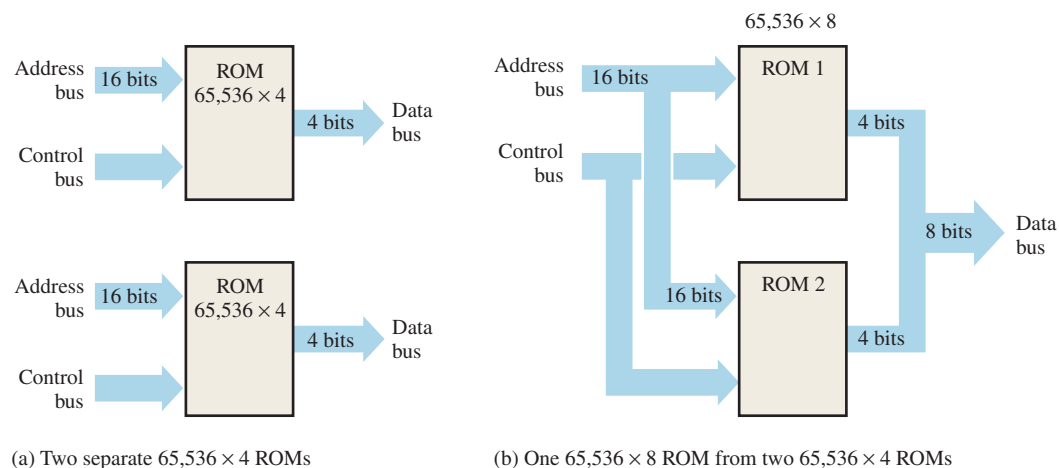 Address
bus
16 bits
ROM
65,536 × 4
4 bits
Data
bus
Control
bus
Address
bus
16 bits
ROM
65,536 × 4
4 bits
Data
bus
Control
bus
(a) Two separate 65,536 × 4 ROMs
65,536 × 8
Address
bus
16 bits
ROM 1
4 bits
Control
bus
8 bits
Data
bus
16 bits
ROM 2
4 bits
(b) One 65,536 × 8 ROM from two 65,536 × 4 ROMs